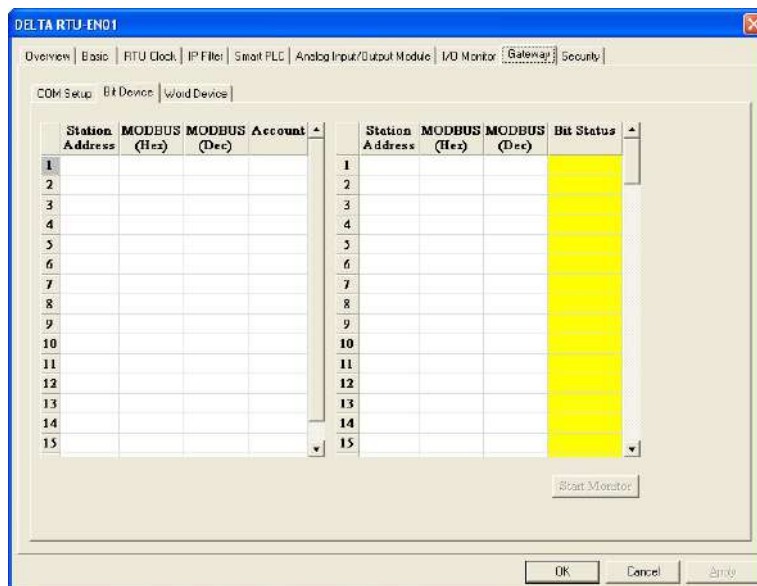 DELTA RTU-EN01
Overview Basic RTU Clock IP Filter Smart PLC Analog Input/Output Module I/O Monitor Gateway Security
COM Setup Bit Device Word Device
Station Address MODBUS (Hex) MODBUS (Dec) Account Station Address MODBUS (Hex) MODBUS (Dec) Bit Status
1 1
2 2
3 3
4 4
5 5
6 6
7 7
8 8
9 9
10 10
11 11
12 12
13 13
14 14
15 15
Start Monitor
OK Cancel Apply